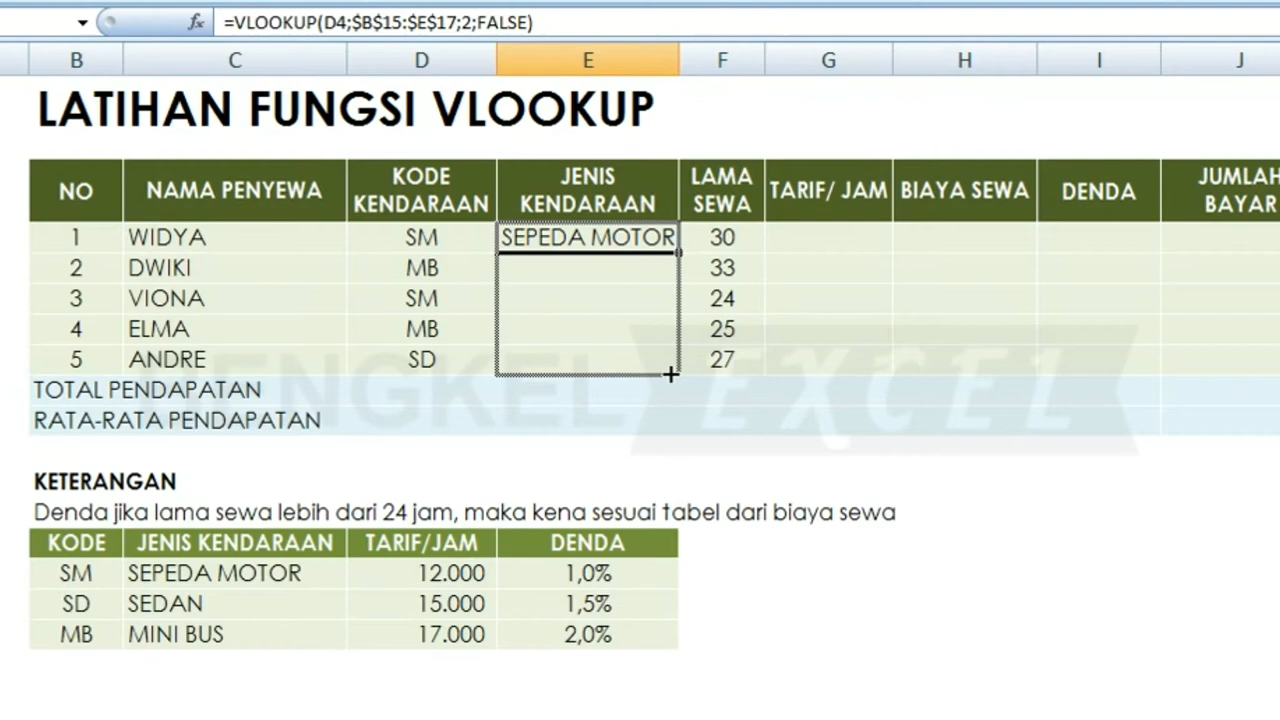 fx =VLOOKUP(D4;$B$15:$E$17;2;FALSE)
B C D E F G H I J
LATIHAN FUNGSI VLOOKUP
NO NAMA PENYEWA KODE KENDARAAN JENIS KENDARAAN LAMA SEWA TARIF/ JAM BIAYA SEWA DENDA JUMLAH BAYAR
1 WIDYA SM SEPEDA MOTOR 30
2 DWIKI MB 33
3 VIONA SM 24
4 ELMA MB 25
5 ANDRE SD 27
TOTAL PENDAPATAN
RATA-RATA PENDAPATAN
ENGKEL EXCEL
KETERANGAN
Denda jika lama sewa lebih dari 24 jam, maka kena sesuai tabel dari biaya sewa
KODE JENIS KENDARAAN TARIF/JAM DENDA
SM SEPEDA MOTOR 12.000 1,0%
SD SEDAN 15.000 1,5%
MB MINI BUS 17.000 2,0%